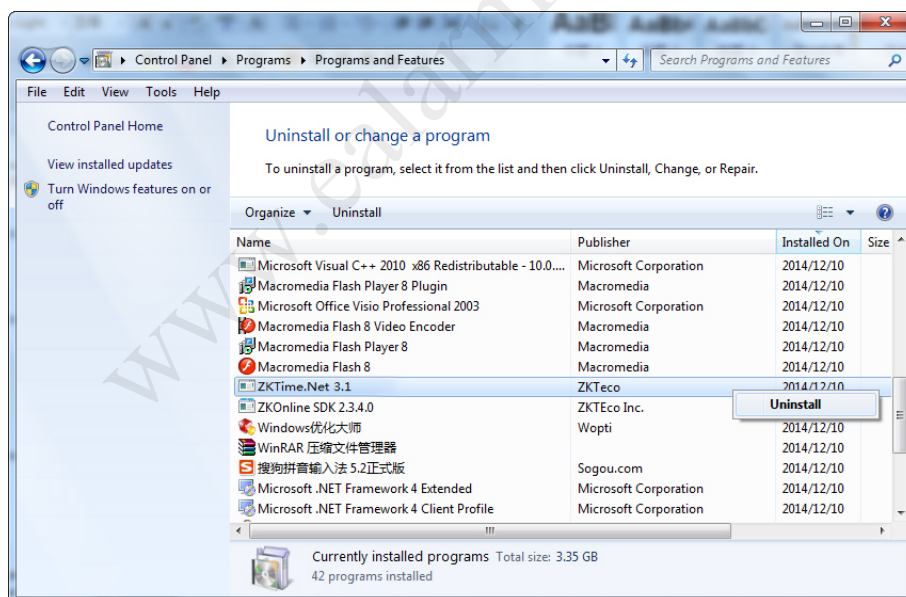 Control Panel ▸ Programs ▸ Programs and Features
Search Programs and Features
File Edit View Tools Help
Control Panel Home
View installed updates
Turn Windows features on or off
Uninstall or change a program
To uninstall a program, select it from the list and then click Uninstall, Change, or Repair.
Organize Uninstall
Name Publisher Installed On Size
Microsoft Visual C++ 2010 x86 Redistributable - 10.0.... Microsoft Corporation 2014/12/10
Macromedia Flash Player 8 Plugin Macromedia 2014/12/10
Microsoft Office Visio Professional 2003 Microsoft Corporation 2014/12/10
Macromedia Flash 8 Video Encoder Macromedia 2014/12/10
Macromedia Flash Player 8 Macromedia 2014/12/10
Macromedia Flash 8 Macromedia 2014/12/10
ZKTime.Net 3.1 ZKTeco 2014/12/10
Uninstall
ZKOnline SDK 2.3.4.0 ZKTEco Inc.
Windows优化大师 Wopti 2014/12/10
WinRAR 压缩文件管理器 2014/12/10
搜狗拼音输入法 5.2正式版 Sogou.com 2014/12/10
Microsoft .NET Framework 4 Extended Microsoft Corporation 2014/12/10
Microsoft .NET Framework 4 Client Profile Microsoft Corporation 2014/12/10
Currently installed programs Total size: 3.35 GB
42 programs installed